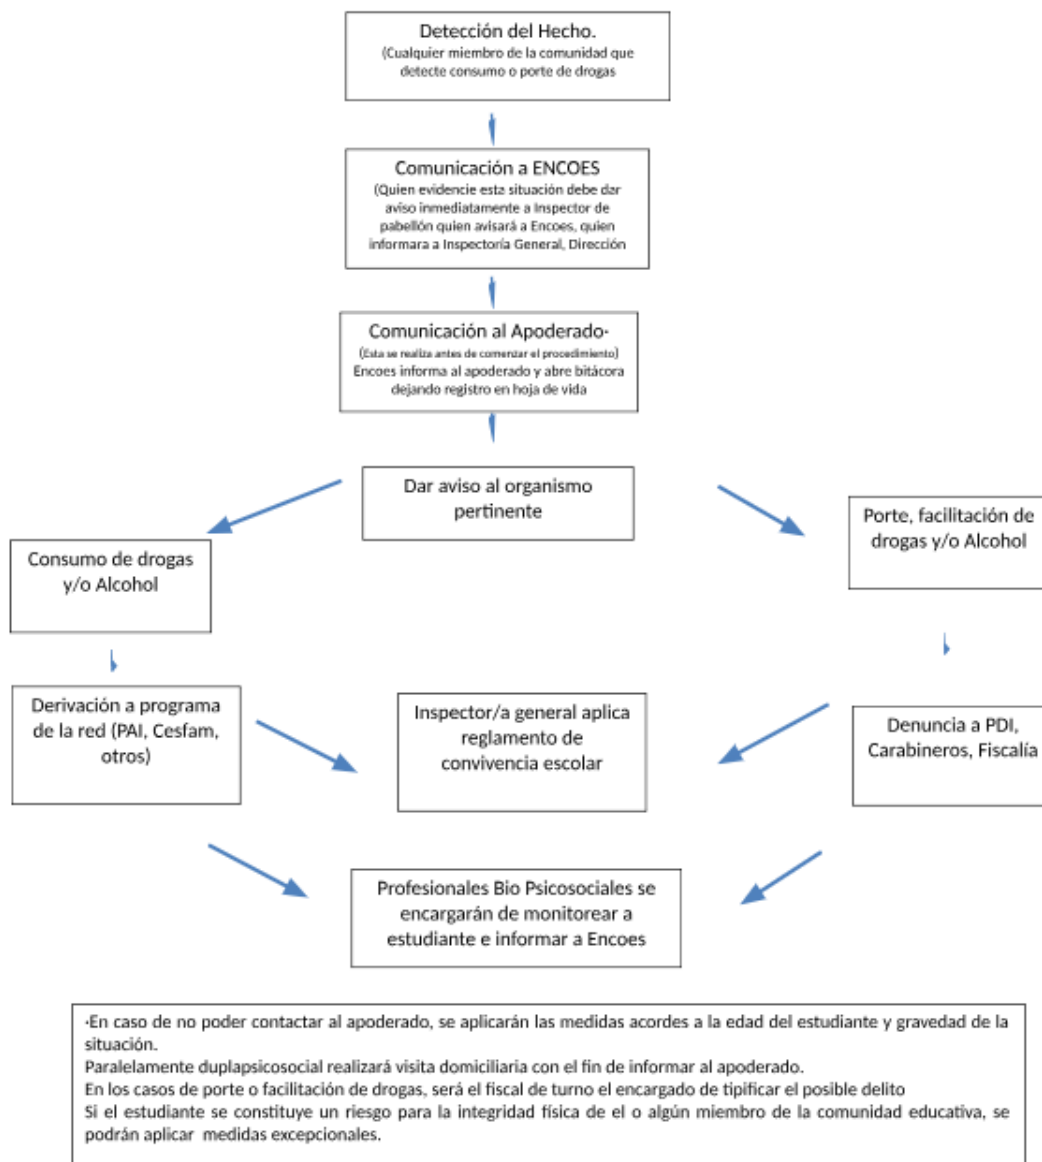 Detección del Hecho.
(Cualquier miembro de la comunidad que
detecte consumo o porte de drogas
Comunicación a ENCOES
(Quien evidencie esta situación debe dar
aviso inmediatamente a Inspector de
pabellón quien avisará a Encoes, quien
informara a Inspectoría General, Dirección
Comunicación al Apoderado·
(Esta se realiza antes de comenzar el procedimiento)
Encoes informa al apoderado y abre bitácora
dejando registro en hoja de vida
Dar aviso al organismo
pertinente
Consumo de drogas
y/o Alcohol
Porte, facilitación de
drogas y/o Alcohol
Derivación a programa
de la red (PAI, Cesfam,
otros)
Inspector/a general aplica
reglamento de
convivencia escolar
Denuncia a PDI,
Carabineros, Fiscalía
Profesionales Bio Psicosociales se
encargarán de monitorear a
estudiante e informar a Encoes
·En caso de no poder contactar al apoderado, se aplicarán las medidas acordes a la edad del estudiante y gravedad de la
situación.
Paralelamente duplapsicosocial realizará visita domiciliaria con el fin de informar al apoderado.
En los casos de porte o facilitación de drogas, será el fiscal de turno el encargado de tipificar el posible delito
Si el estudiante se constituye un riesgo para la integridad física de el o algún miembro de la comunidad educativa, se
podrán aplicar medidas excepcionales.